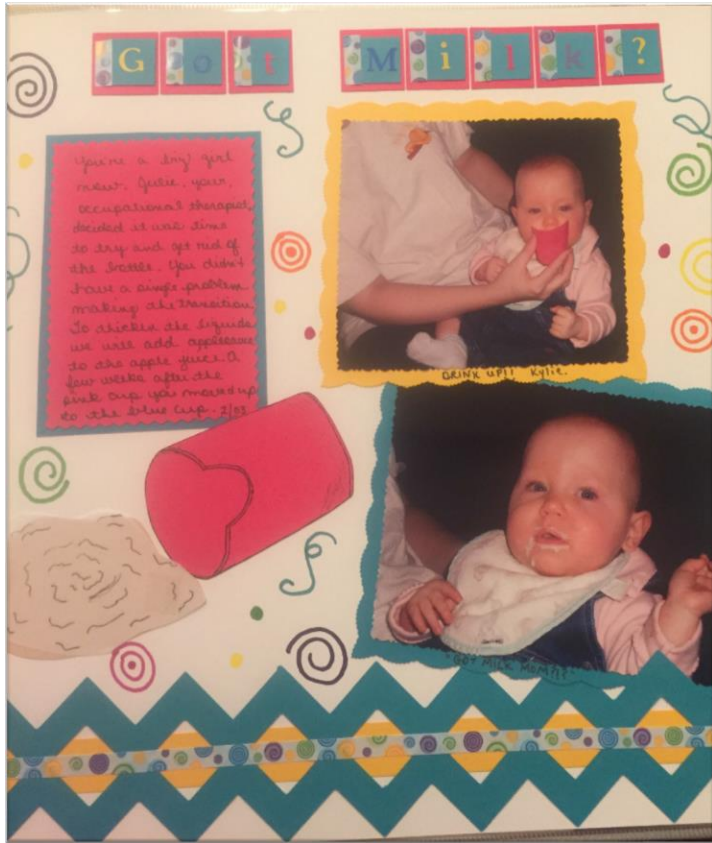 Got Milk?
You're a big girl
now. Julie, your,
occupational therapist,
decided it was time
to try and get rid of
the bottle. You didn't
have a single problem
making the transition.
To thicken the liquids
we will add applesauce
to the apple juice. A
few weeks after the
pink cup you moved up
to the blue cup. 2/03
DRINK UP!! Kylie.
"Got Milk Mom?!?"